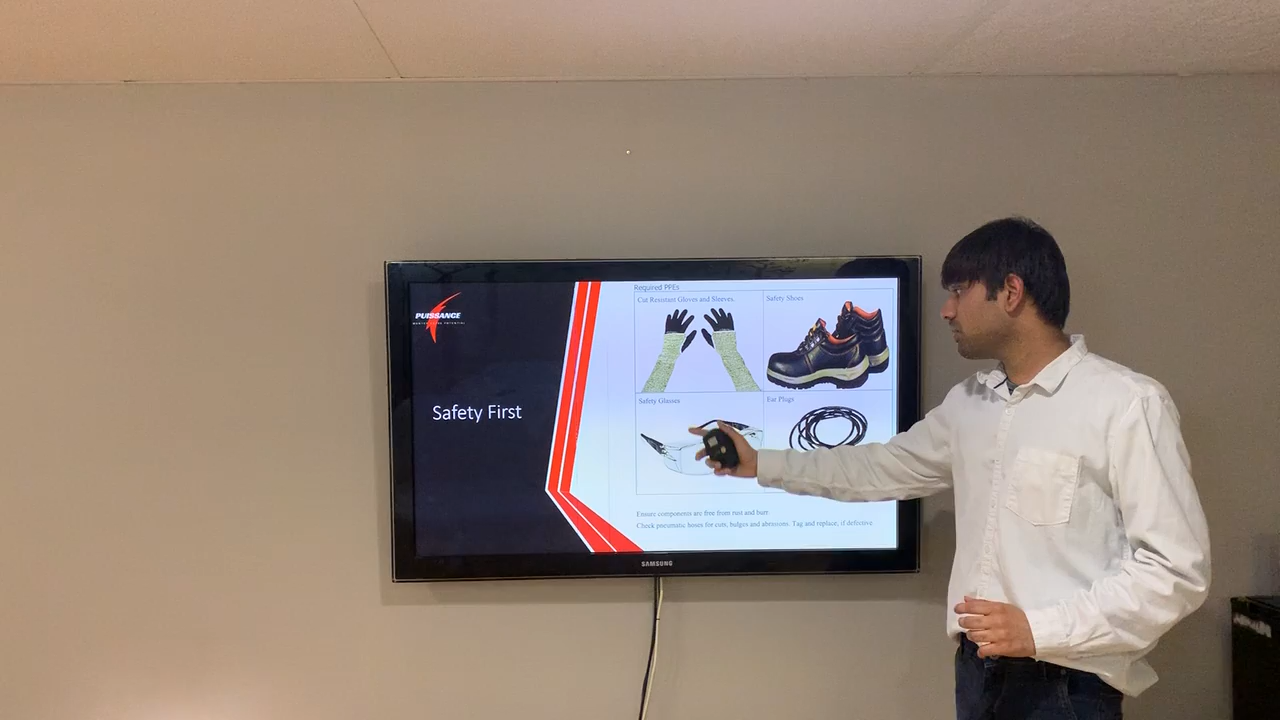 PUISSANCE
Safety First
Required PPEs
Cut Resistant Gloves and Sleeves.
Safety Shoes
Safety Glasses
Ear Plugs
Ensure components are free from rust and burr
Check pneumatic hoses for cuts, bulges and abrasions. Tag and replace, if defective.
SAMSUNG